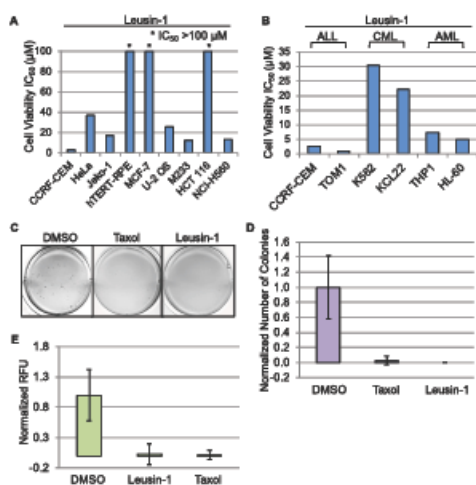 A
Leusin-1
* IC50 >100 µM
Cell Viability IC50 (µM)
100
80
60
40
20
0
*
*
*
CCRF-CEM
HeLa
Jeko-1
hTERT-RPE
MCF-7
U-2 OS
M233
HCT 116
NCI-H560
B
Leusin-1
ALL
CML
AML
Cell Viability IC50 (µM)
35
30
25
20
15
10
5
0
CCRF-CEM
TOM1
K562
KCL22
THP1
HL-60
C
DMSO
Taxol
Leusin-1
D
Normalized Number of Colonies
1.6
1.4
1.2
1.0
0.8
0.6
0.4
0.2
0.0
-0.2
DMSO
Taxol
Leusin-1
E
Normalized RFU
1.8
1.3
0.8
0.3
-0.2
DMSO
Leusin-1
Taxol